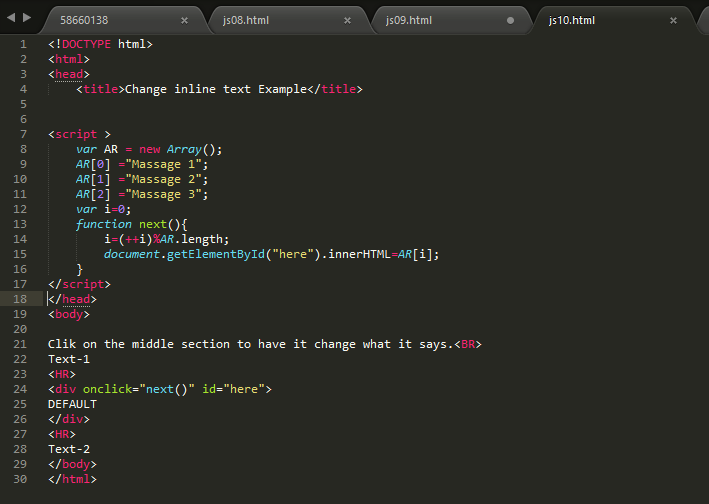 58660138 × js08.html × js09.html js10.html ×
1 <!DOCTYPE html>
2 <html>
3 <head>
4 <title>Change inline text Example</title>
5
6
7 <script >
8 var AR = new Array();
9 AR[0] ="Massage 1";
10 AR[1] ="Massage 2";
11 AR[2] ="Massage 3";
12 var i=0;
13 function next(){
14 i=(++i)%AR.length;
15 document.getElementById("here").innerHTML=AR[i];
16 }
17 </script>
18 </head>
19 <body>
20
21 Clik on the middle section to have it change what it says.<BR>
22 Text-1
23 <HR>
24 <div onclick="next()" id="here">
25 DEFAULT
26 </div>
27 <HR>
28 Text-2
29 </body>
30 </html>